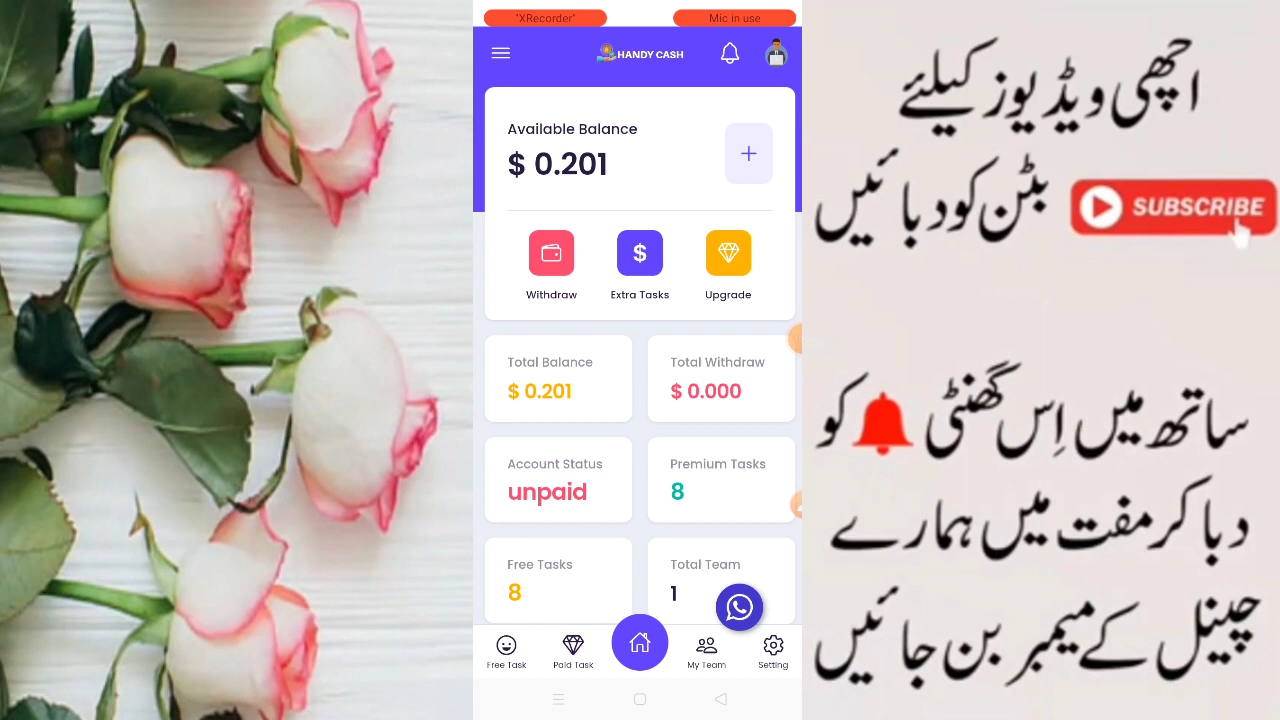 "XRecorder"
Mic in use
HANDY CASH
Available Balance
$ 0.201
+
Withdraw
Extra Tasks
Upgrade
Total Balance
$ 0.201
Total Withdraw
$ 0.000
Account Status
unpaid
Premium Tasks
8
Free Tasks
8
Total Team
1
Free Task
Paid Task
My Team
Setting
اچھی ویڈیوز کیلئے
SUBSCRIBE بٹن کو دبائیں
ساتھ میں اِس گھنٹی کو
دبا کر مفت میں ہمارے
چینل کے میمبر بن جائیں